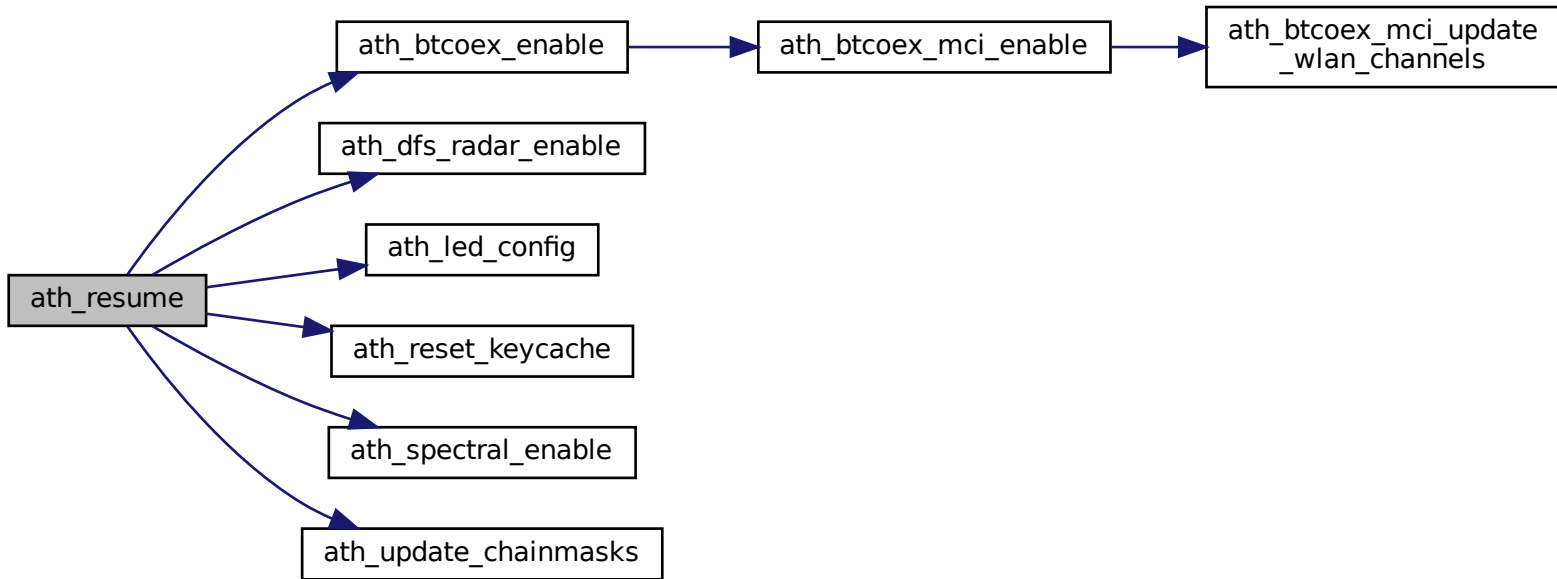 ath_btcoex_enable
ath_btcoex_mci_enable
ath_btcoex_mci_update
_wlan_channels
ath_dfs_radar_enable
ath_led_config
ath_resume
ath_reset_keycache
ath_spectral_enable
ath_update_chainmasks